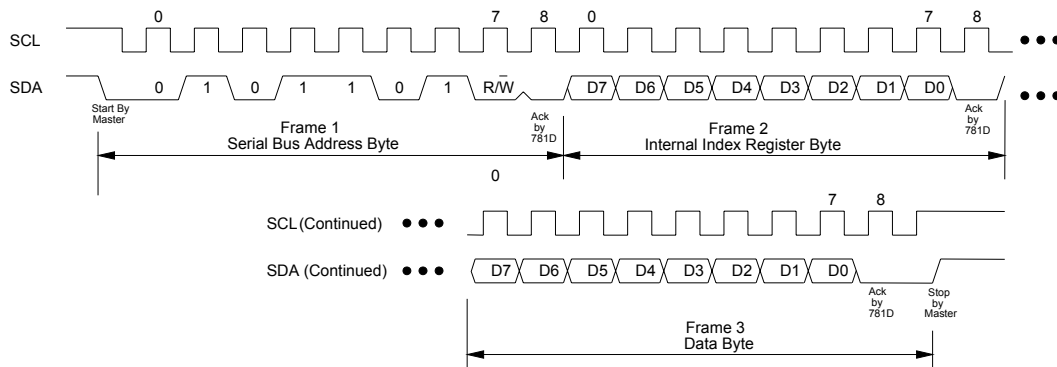 0 7 8 0 7 8
SCL
SDA
0 1 0 1 1 0 1 R/W̅ D7 D6 D5 D4 D3 D2 D1 D0
Start By
Master
Ack
by
781D
Ack
by
781D
Frame 1
Serial Bus Address Byte
Frame 2
Internal Index Register Byte
0
7 8
SCL (Continued)
SDA (Continued)
D7 D6 D5 D4 D3 D2 D1 D0
Ack
by
781D
Stop
by
Master
Frame 3
Data Byte